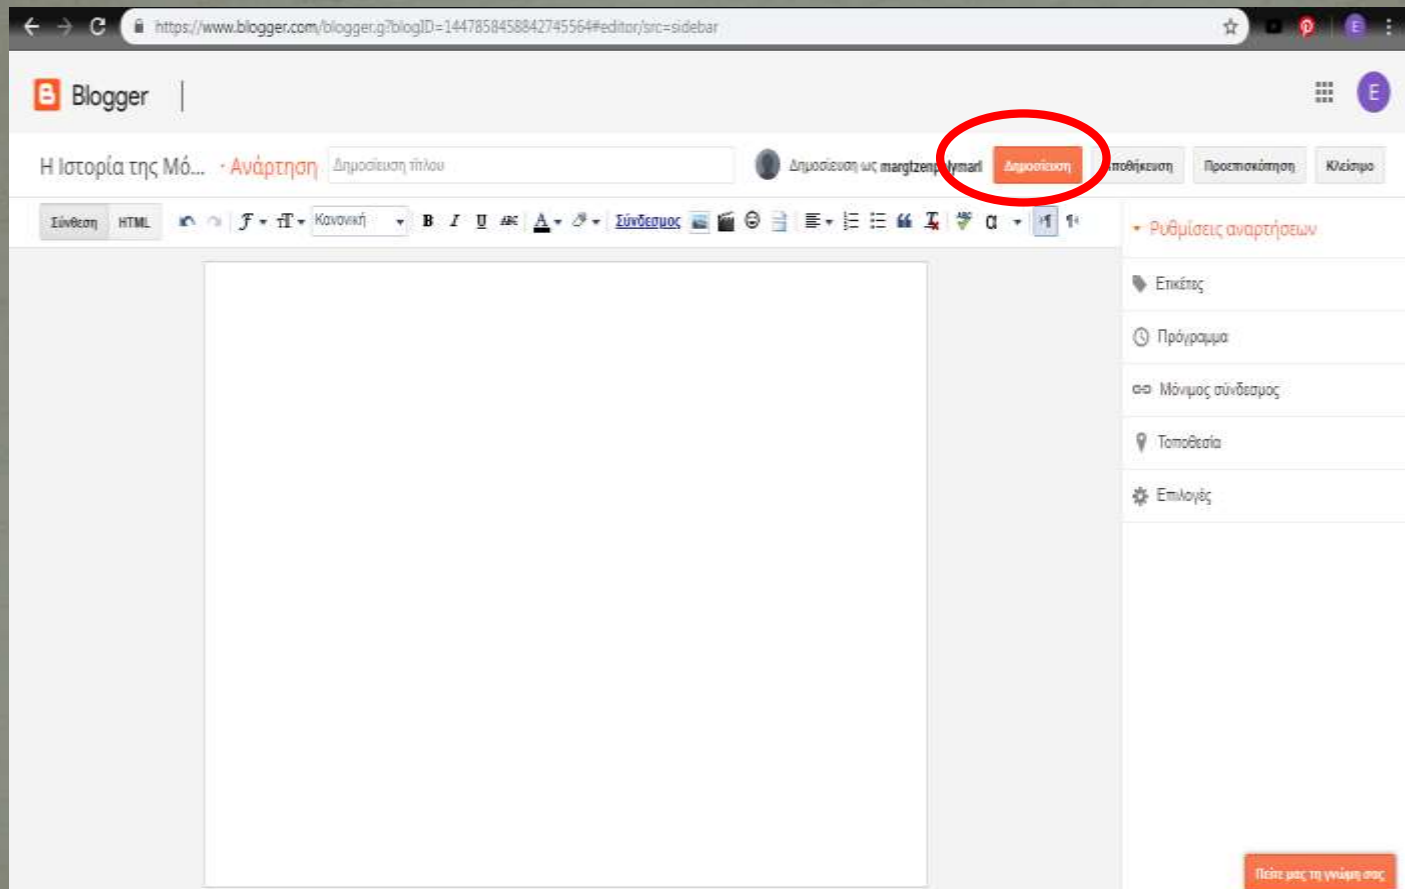 https://www.blogger.com/blogger.g?blogID=1447858458842745564#editor/src=sidebar
E
Blogger
E
Η Ιστορία της Μό... · Ανάρτηση Δημοσίευση τίτλου Δημοσίευση ως Δημοσίευση Προεπισκόπηση Κλείσιμο
Σύνθεση HTML Κανονική B I U ABC A Σύνδεσμος
Ρυθμίσεις αναρτήσεων
Ετικέτες
Πρόγραμμα
Μόνιμος σύνδεσμος
Τοποθεσία
Επιλογές
Πείτε μας τη γνώμη σας